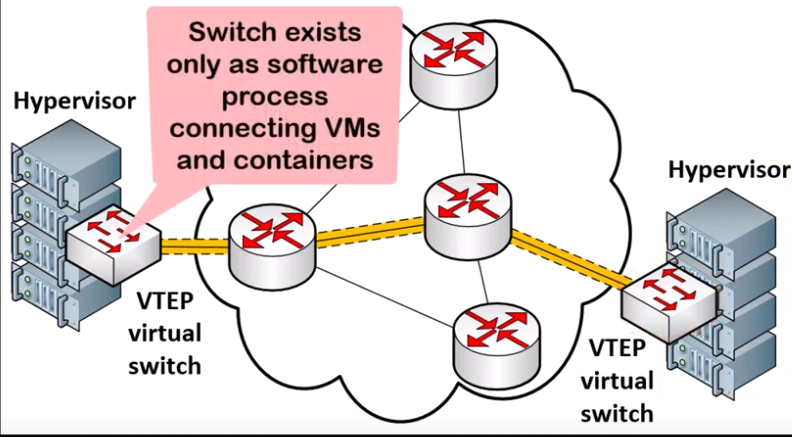 Switch exists
only as software
process
connecting VMs
and containers
Hypervisor
VTEP
virtual
switch
Hypervisor
VTEP
virtual
switch